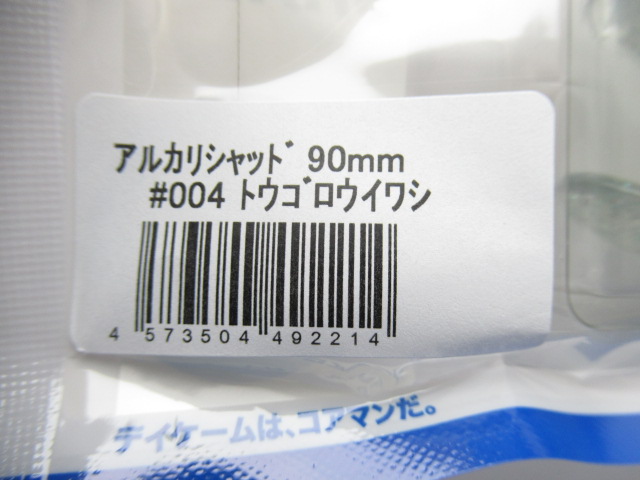 ｱﾙｶﾘｼｬｯﾄﾞ 90mm
#004 ﾄｳｺﾞﾛｳｲﾜｼ
4 573504 492214
デイゲームは、コアマンだ。